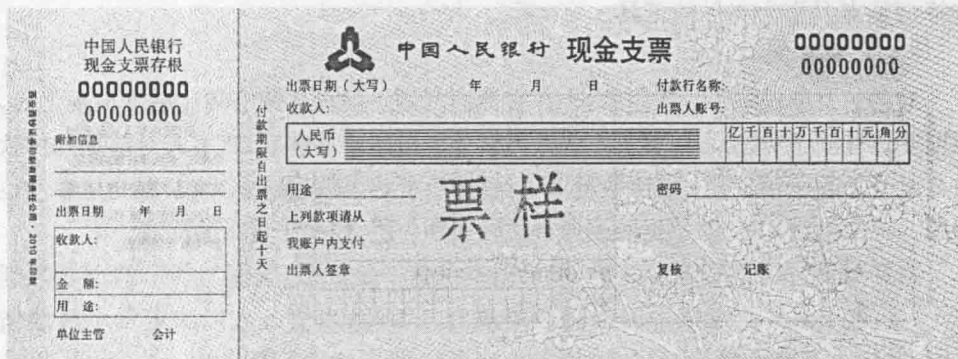 中国人民银行
现金支票存根
00000000
00000000
附加信息
出票日期 年 月 日
收款人:
金 额:
用 途:
单位主管 会计
付款期限自出票之日起十天
中国人民银行 现金支票
00000000
00000000
出票日期(大写) 年 月 日 付款行名称:
收款人: 出票人账号:
人民币
(大写)
亿 千 百 十 万 千 百 十 元 角 分
用途 密码
票样
上列款项请从
我账户内支付
出票人签章 复核 记账